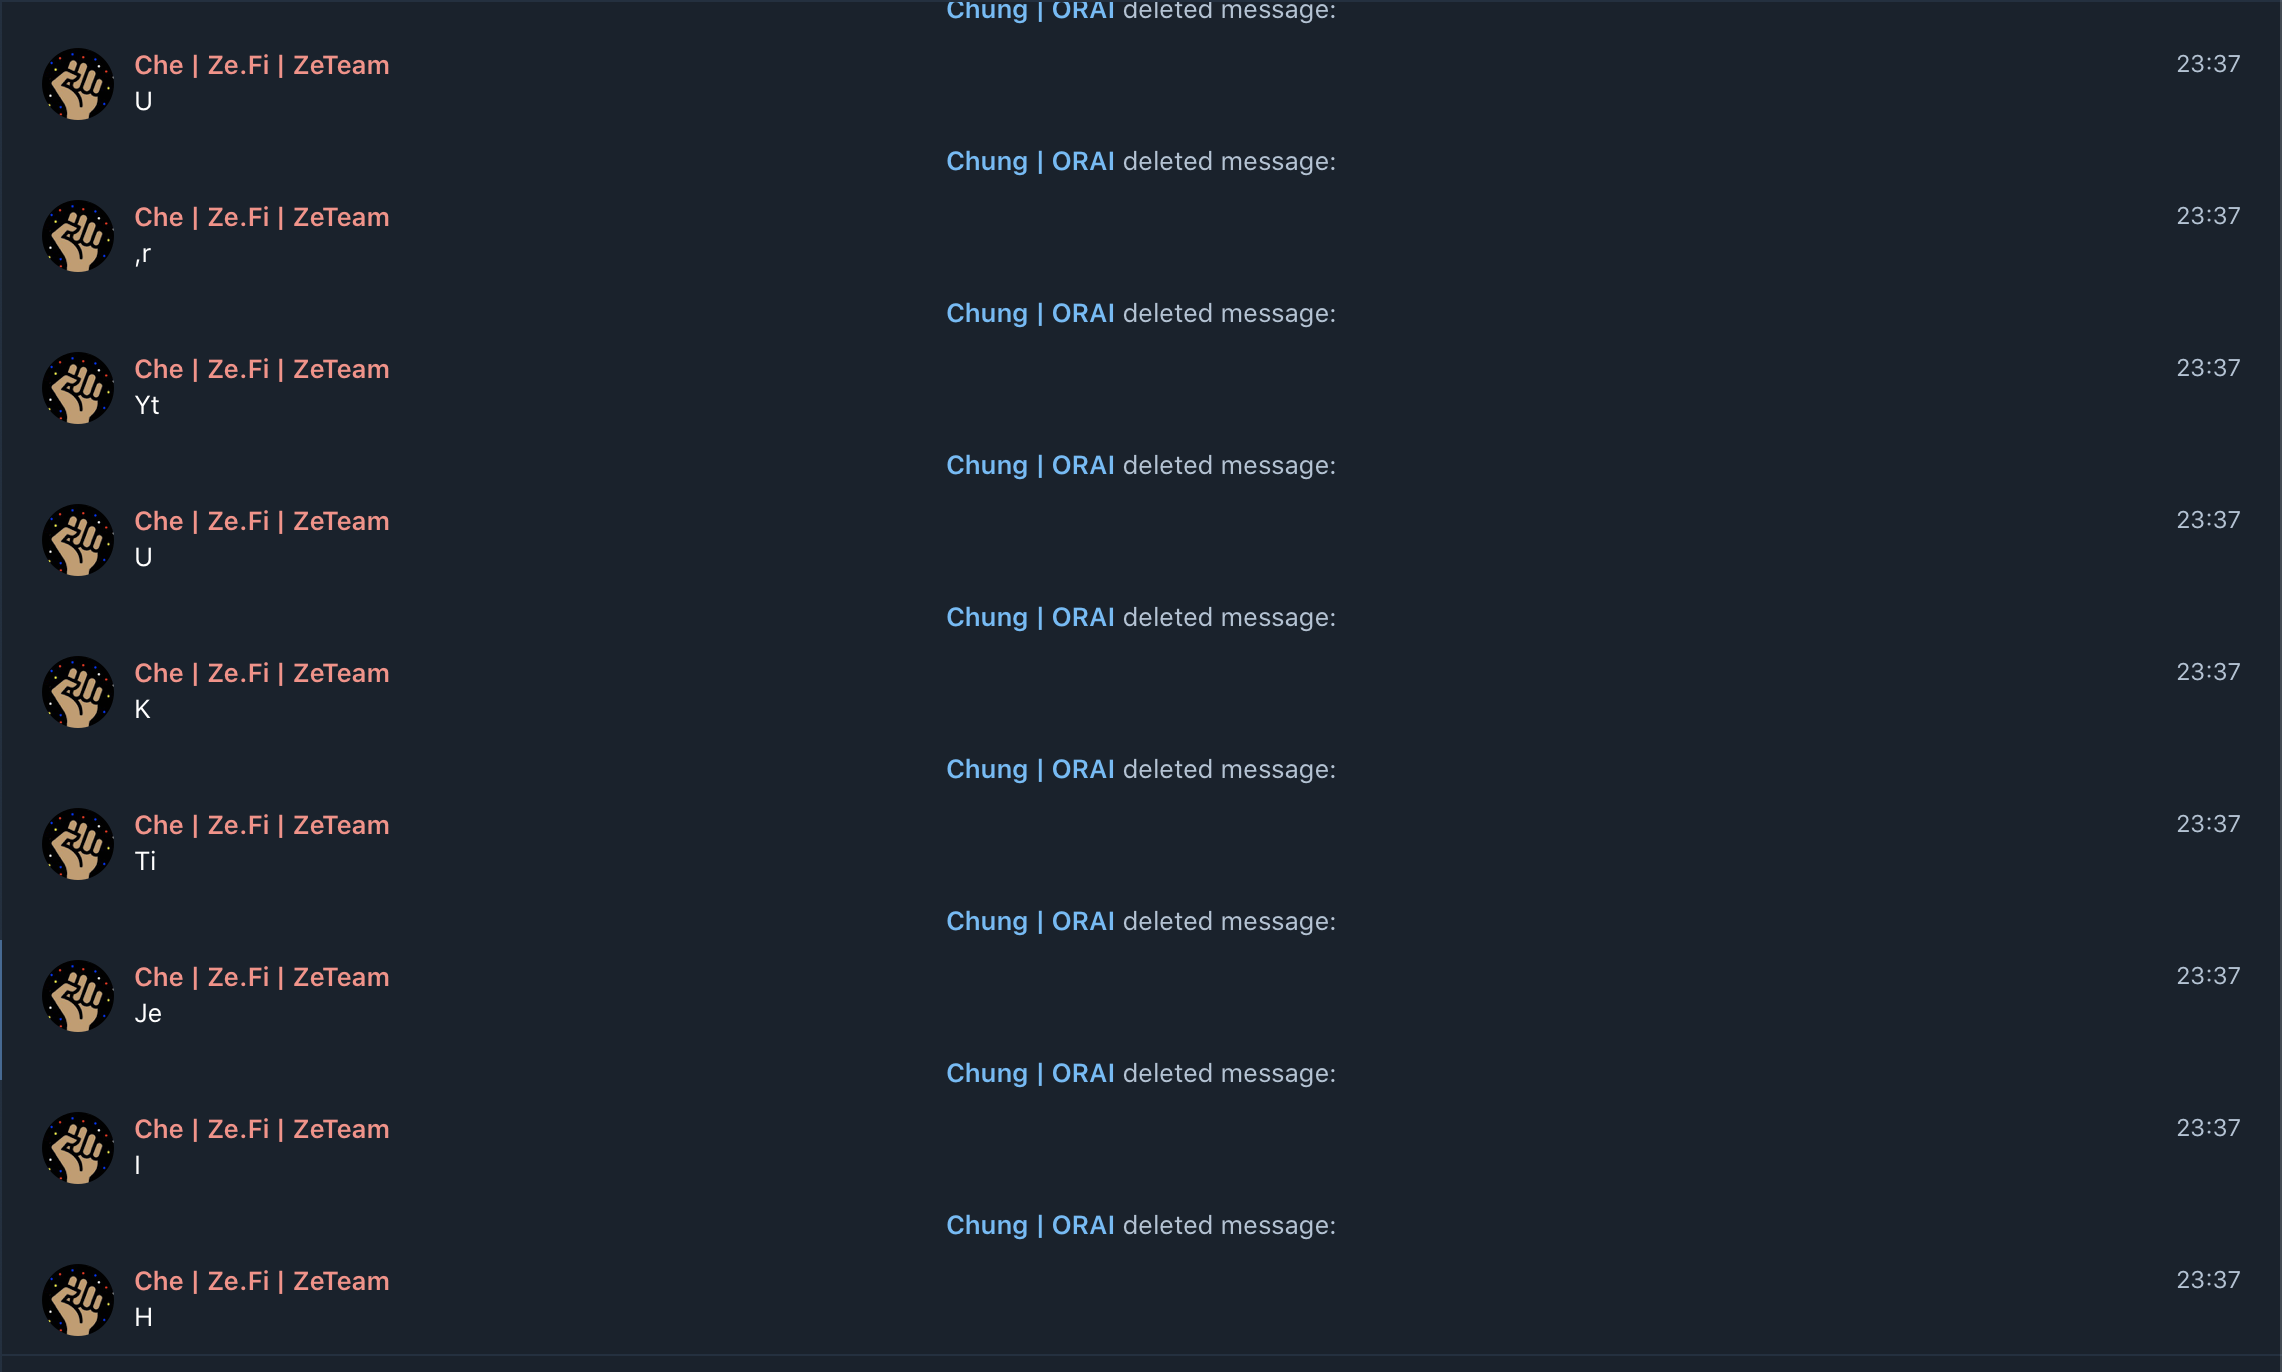 Chung | ORAI deleted message:
Che | Ze.Fi | ZeTeam 23:37
U
Chung | ORAI deleted message:
Che | Ze.Fi | ZeTeam 23:37
,r
Chung | ORAI deleted message:
Che | Ze.Fi | ZeTeam 23:37
Yt
Chung | ORAI deleted message:
Che | Ze.Fi | ZeTeam 23:37
U
Chung | ORAI deleted message:
Che | Ze.Fi | ZeTeam 23:37
K
Chung | ORAI deleted message:
Che | Ze.Fi | ZeTeam 23:37
Ti
Chung | ORAI deleted message:
Che | Ze.Fi | ZeTeam 23:37
Je
Chung | ORAI deleted message:
Che | Ze.Fi | ZeTeam 23:37
I
Chung | ORAI deleted message:
Che | Ze.Fi | ZeTeam 23:37
H